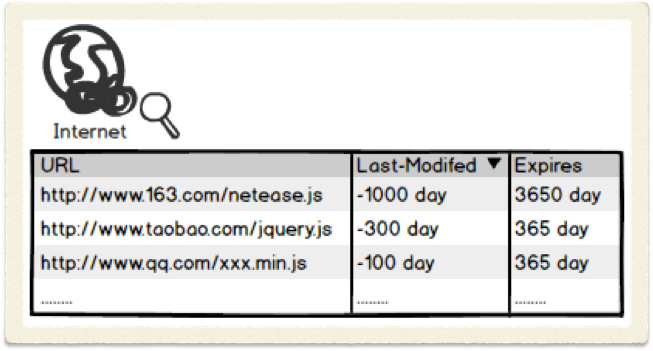 Internet
URL Last-Modifed ▼ Expires
http://www.163.com/netease.js -1000 day 3650 day
http://www.taobao.com/jquery.js -300 day 365 day
http://www.qq.com/xxx.min.js -100 day 365 day
........ ........ ........